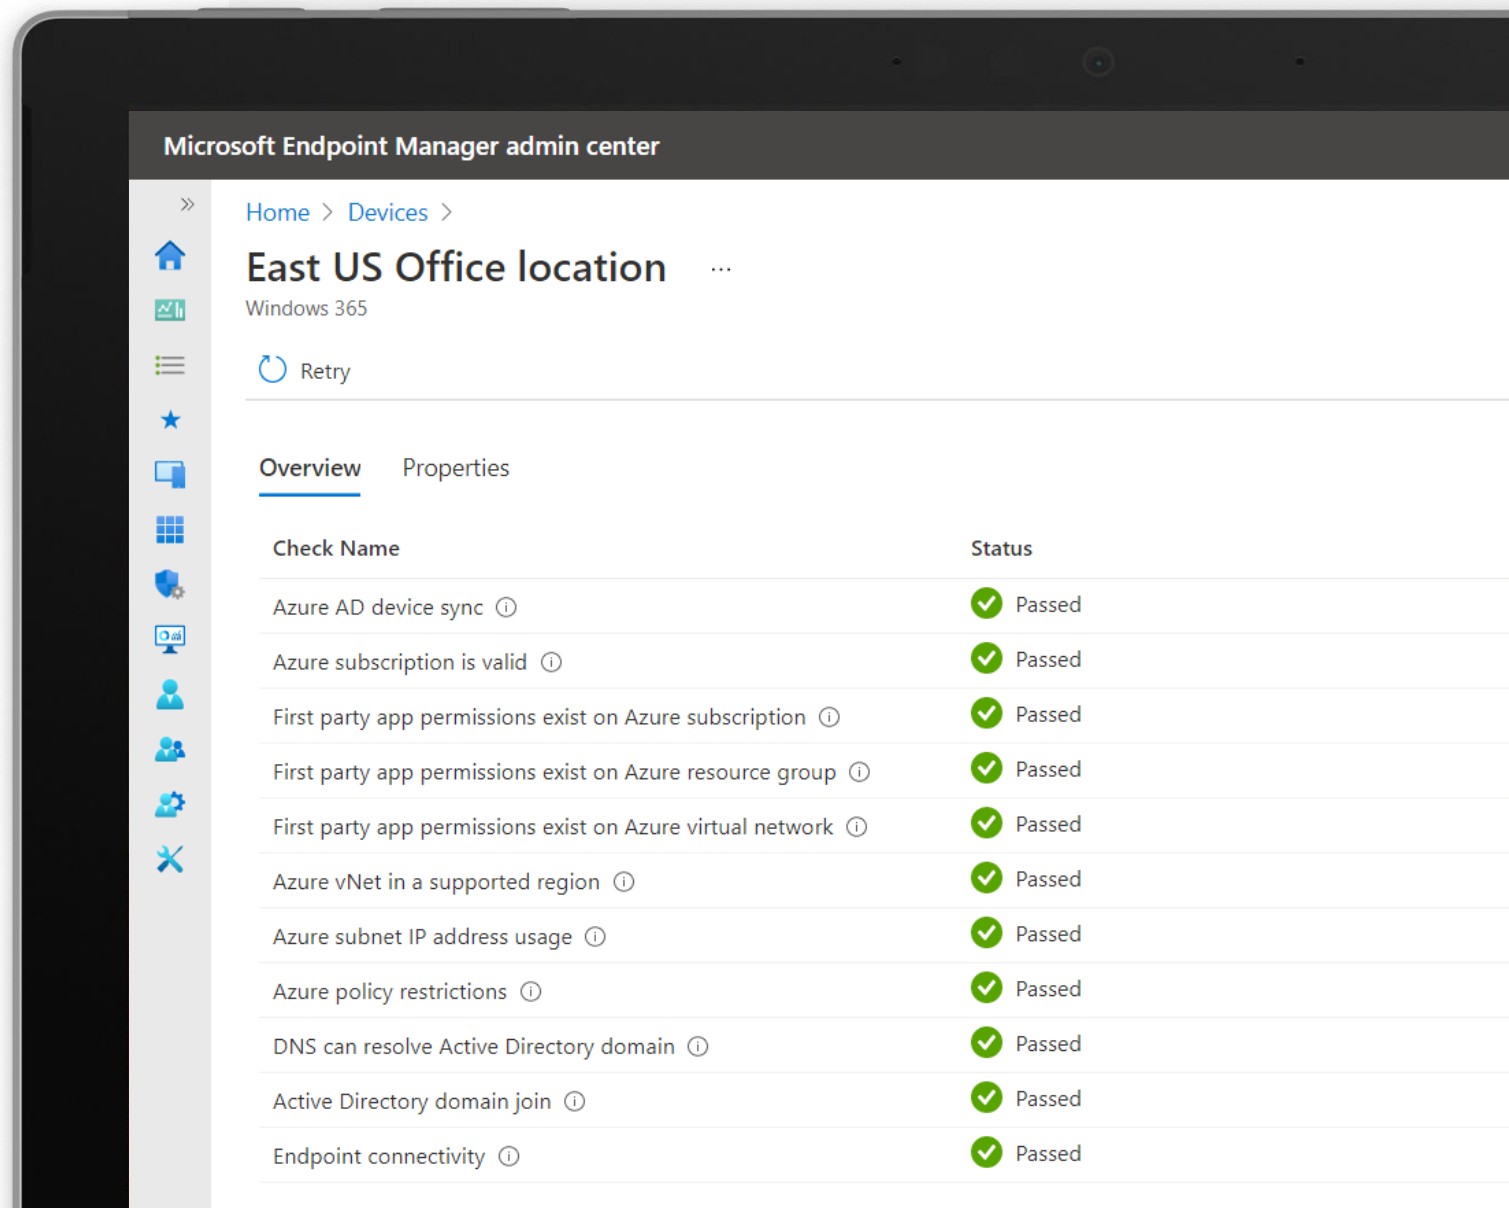 Microsoft Endpoint Manager admin center
Home > Devices >
East US Office location ...
Windows 365
Retry
Overview Properties
Check Name Status
Azure AD device sync Passed
Azure subscription is valid Passed
First party app permissions exist on Azure subscription Passed
First party app permissions exist on Azure resource group Passed
First party app permissions exist on Azure virtual network Passed
Azure vNet in a supported region Passed
Azure subnet IP address usage Passed
Azure policy restrictions Passed
DNS can resolve Active Directory domain Passed
Active Directory domain join Passed
Endpoint connectivity Passed